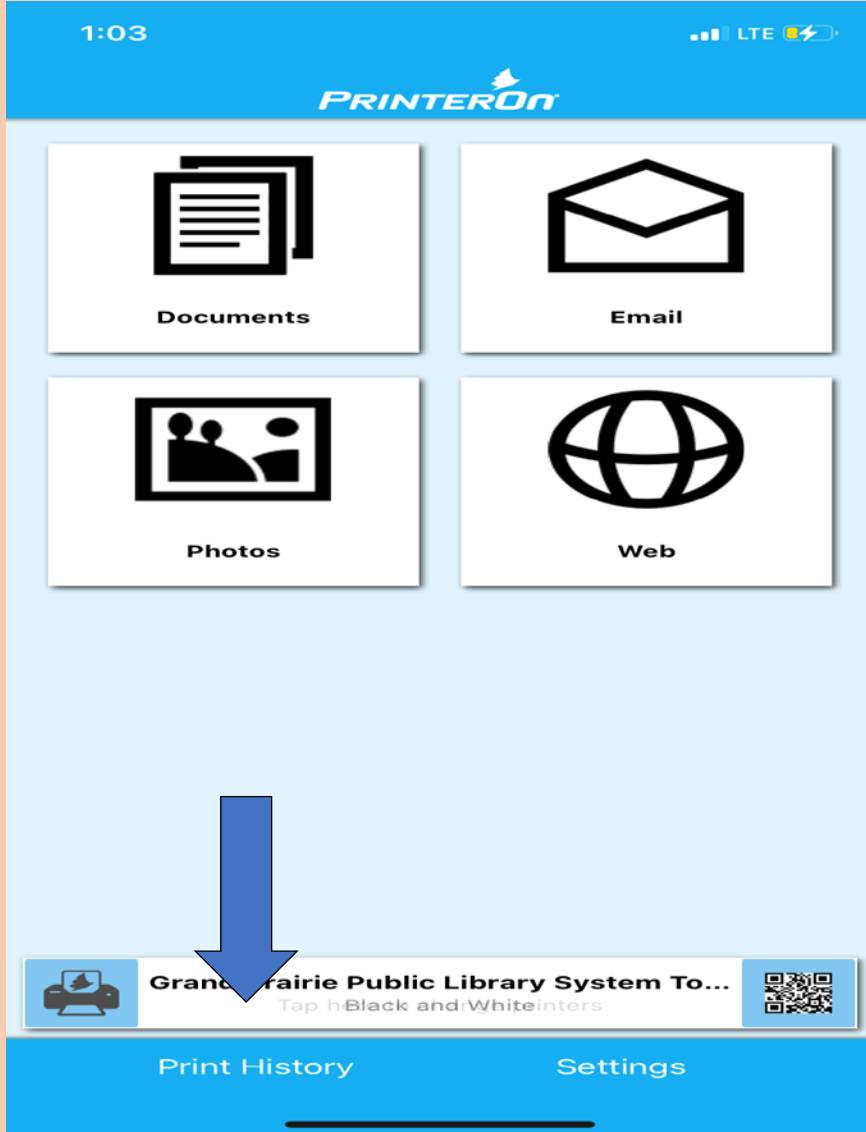 1:03
LTE
PRINTERON
Documents
Email
Photos
Web
Grand Prairie Public Library System To...
Tap
Black and White
Print History
Settings